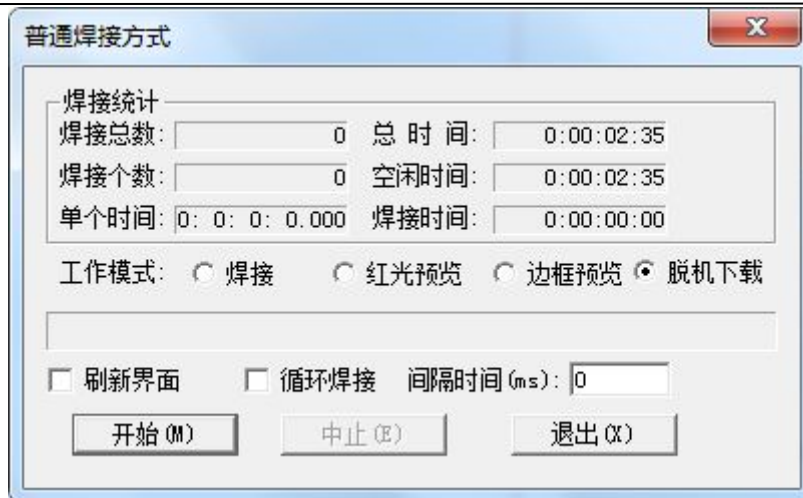 普通焊接方式
焊接统计
焊接总数: 0 总 时 间: 0:00:02:35
焊接个数: 0 空闲时间: 0:00:02:35
单个时间: 0: 0: 0: 0.000 焊接时间: 0:00:00:00
工作模式: 焊接 红光预览 边框预览 脱机下载
刷新界面 循环焊接 间隔时间(ms): 0
开始(M) 中止(E) 退出(X)